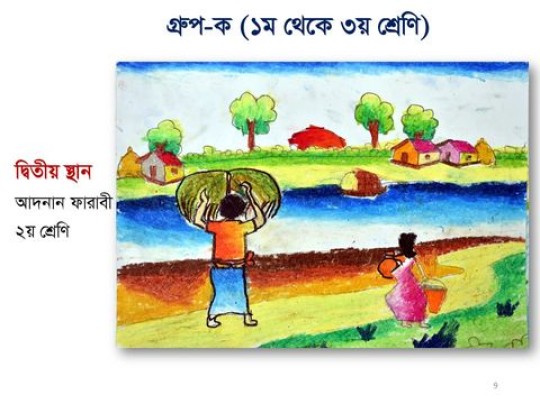 গ্রুপ-ক (১ম থেকে ৩য় শ্রেণি)
দ্বিতীয় স্থান
আদনান ফারাবী
২য় শ্রেণি
9